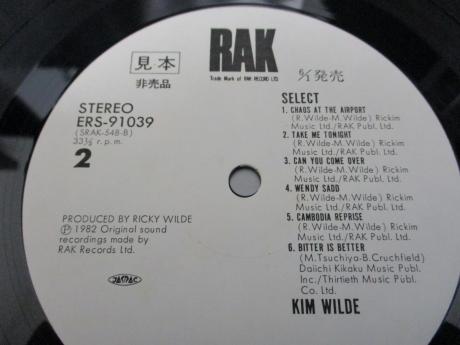 RAK
Trade Mark of RAK RECORD LTD.
見本
非売品
6/1発売
STEREO
ERS-91039
(SRAK-548-B)
33⅓ r.p.m.
2
PRODUCED BY RICKY WILDE
Ⓟ 1982 Original sound
recordings made by
RAK Records Ltd.
JASRAC
SELECT
1. CHAOS AT THE AIRPORT
(R.Wilde-M.Wilde) Rickim
Music Ltd./RAK Publ. Ltd.
2. TAKE ME TONIGHT
(R.Wilde-M.Wilde) Rickim
Music Ltd./RAK Publ. Ltd.
3. CAN YOU COME OVER
(R.Wilde-M.Wilde) Rickim
Music Ltd./RAK Publ. Ltd.
4. WENDY SADD
(R.Wilde-M.Wilde) Rickim
Music Ltd./RAK Publ. Ltd.
5. CAMBODIA REPRISE
(R.Wilde-M.Wilde) Rickim
Music Ltd./RAK Publ. Ltd.
6. BITTER IS BETTER
(M.Tsuchiya-B.Cruchfield)
Daiichi Kikaku Music Publ.
Inc./Thirtieth Music Publ.
Co. Ltd.
KIM WILDE